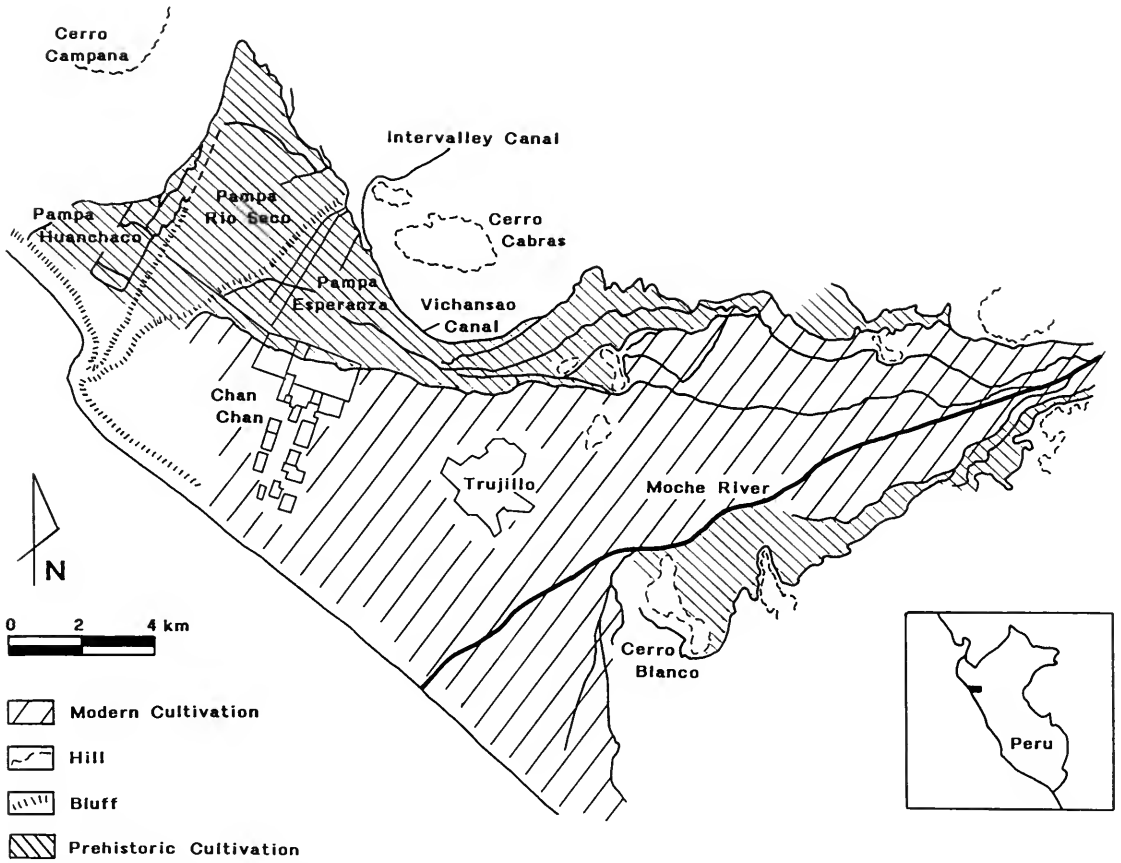 Cerro
Campana
Intervalley Canal
Pampa
Rio Seco
Cerro
Cabras
Pampa
Huanchaco
Pampa
Esperanza
Vichansao
Canal
Chan
Chan
Trujillo
Moche River
N
0 2 4 km
Cerro
Blanco
Peru
Modern Cultivation
Hill
Bluff
Prehistoric Cultivation